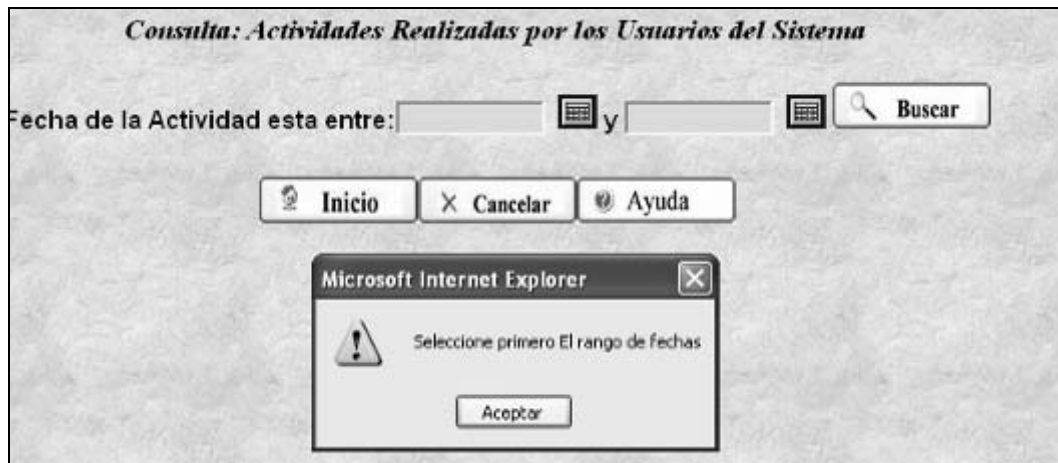 Consulta: Actividades Realizadas por los Usuarios del Sistema
Fecha de la Actividad esta entre: y Buscar
Inicio Cancelar Ayuda
Microsoft Internet Explorer
Seleccione primero El rango de fechas
Aceptar